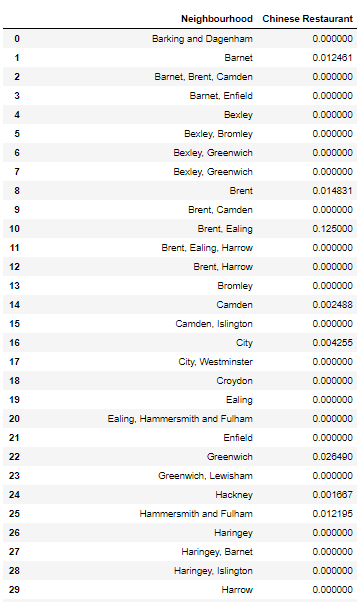 Neighbourhood Chinese Restaurant
0 Barking and Dagenham 0.000000
1 Barnet 0.012461
2 Barnet, Brent, Camden 0.000000
3 Barnet, Enfield 0.000000
4 Bexley 0.000000
5 Bexley, Bromley 0.000000
6 Bexley, Greenwich 0.000000
7 Bexley, Greenwich 0.000000
8 Brent 0.014831
9 Brent, Camden 0.000000
10 Brent, Ealing 0.125000
11 Brent, Ealing, Harrow 0.000000
12 Brent, Harrow 0.000000
13 Bromley 0.000000
14 Camden 0.002488
15 Camden, Islington 0.000000
16 City 0.004255
17 City, Westminster 0.000000
18 Croydon 0.000000
19 Ealing 0.000000
20 Ealing, Hammersmith and Fulham 0.000000
21 Enfield 0.000000
22 Greenwich 0.026490
23 Greenwich, Lewisham 0.000000
24 Hackney 0.001667
25 Hammersmith and Fulham 0.012195
26 Haringey 0.000000
27 Haringey, Barnet 0.000000
28 Haringey, Islington 0.000000
29 Harrow 0.000000